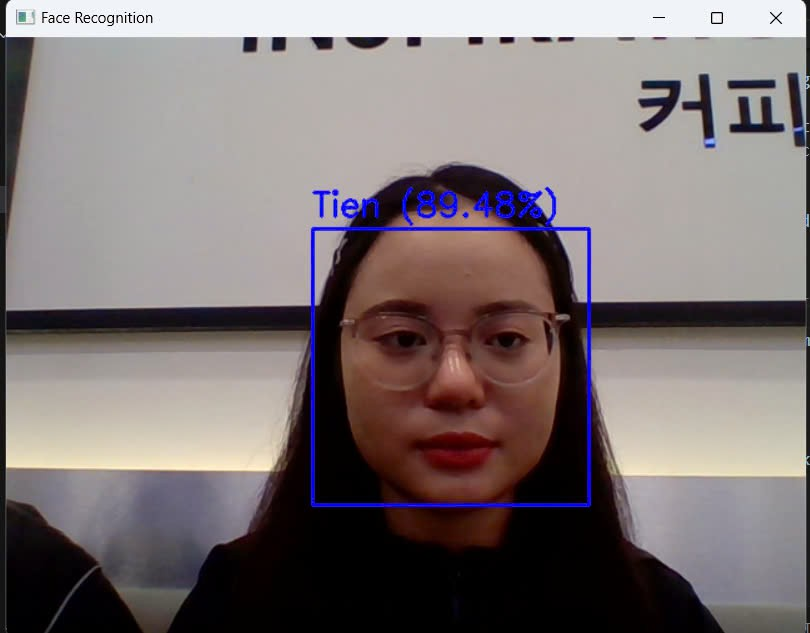 Face Recognition
커피
Tien (89.48%)